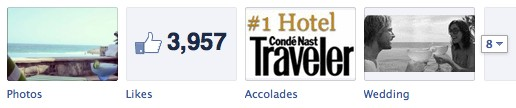 3,957
#1 Hotel
Condé Nast
Traveler
8
Photos
Likes
Accolades
Wedding